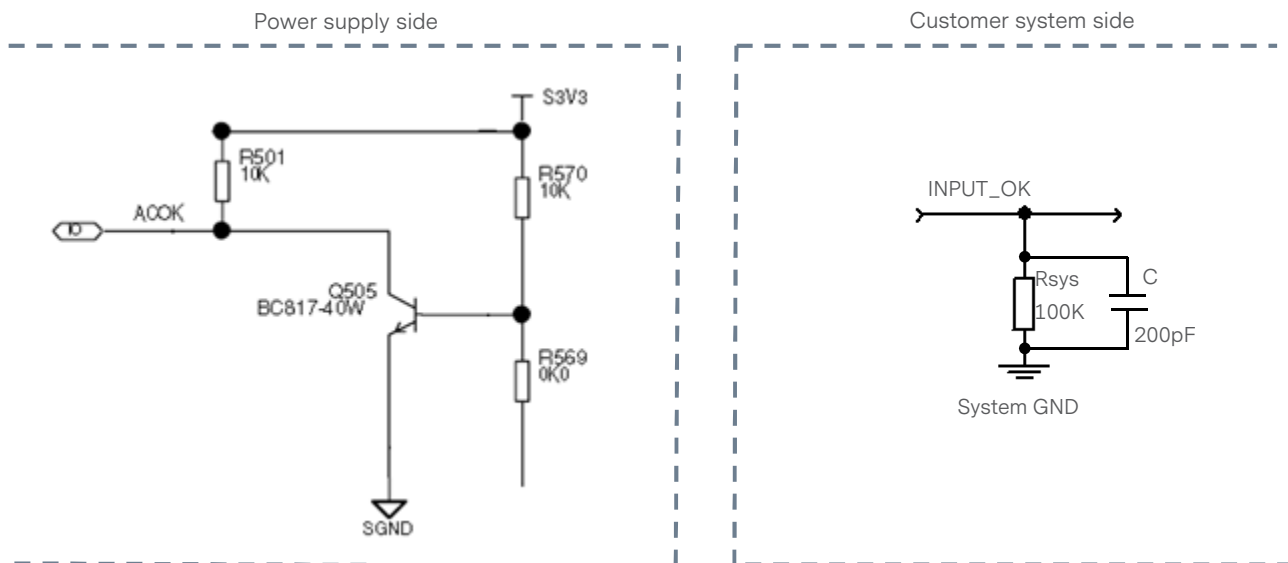 Power supply side
Customer system side
S3V3
R501
10K
R570
10K
ACOK
IO
Q505
BC817-40W
R569
0K0
SGND
INPUT_OK
Rsys
100K
C
200pF
System GND